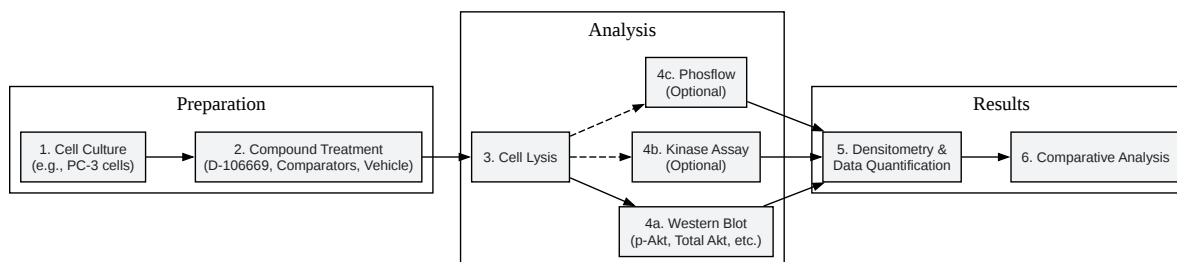 Preparation
1. Cell Culture
(e.g., PC-3 cells)
2. Compound Treatment
(D-106669, Comparators, Vehicle)
Analysis
3. Cell Lysis
4c. Phosflow
(Optional)
4b. Kinase Assay
(Optional)
4a. Western Blot
(p-Akt, Total Akt, etc.)
Results
5. Densitometry &
Data Quantification
6. Comparative Analysis